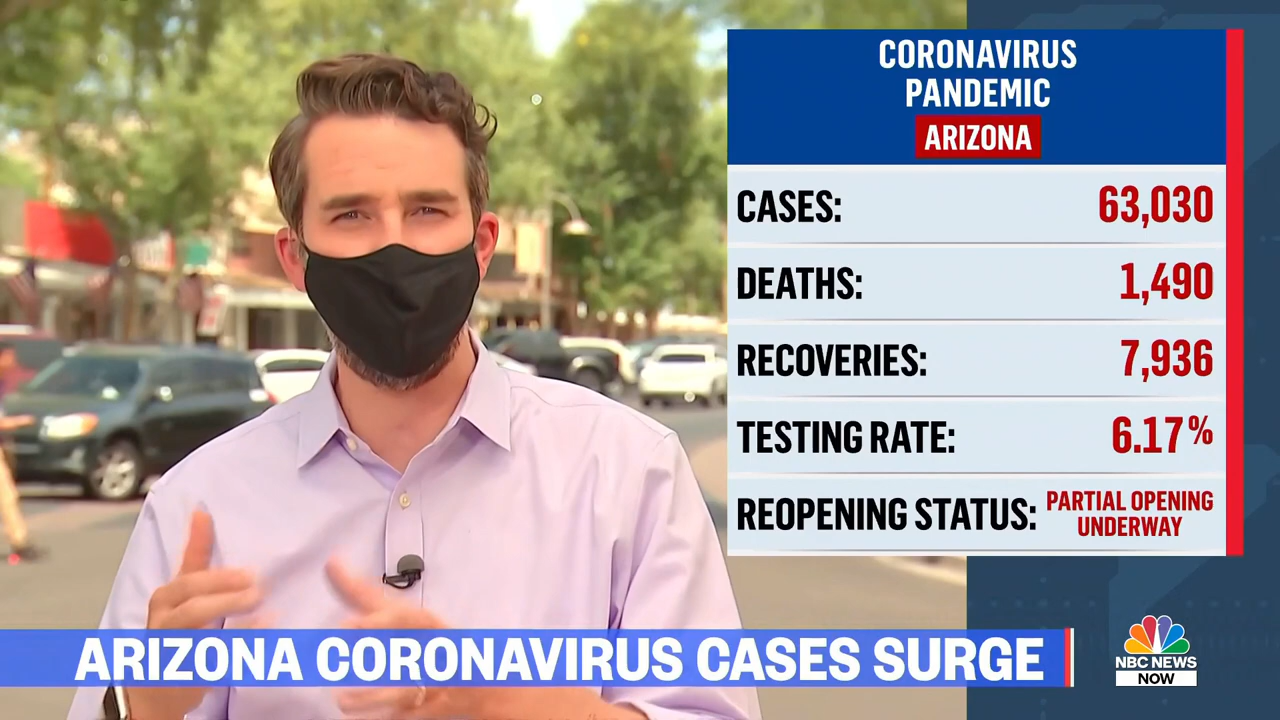 CORONAVIRUS
PANDEMIC
ARIZONA
CASES: 63,030
DEATHS: 1,490
RECOVERIES: 7,936
TESTING RATE: 6.17%
REOPENING STATUS: PARTIAL OPENING
UNDERWAY
ARIZONA CORONAVIRUS CASES SURGE
NBC NEWS
NOW